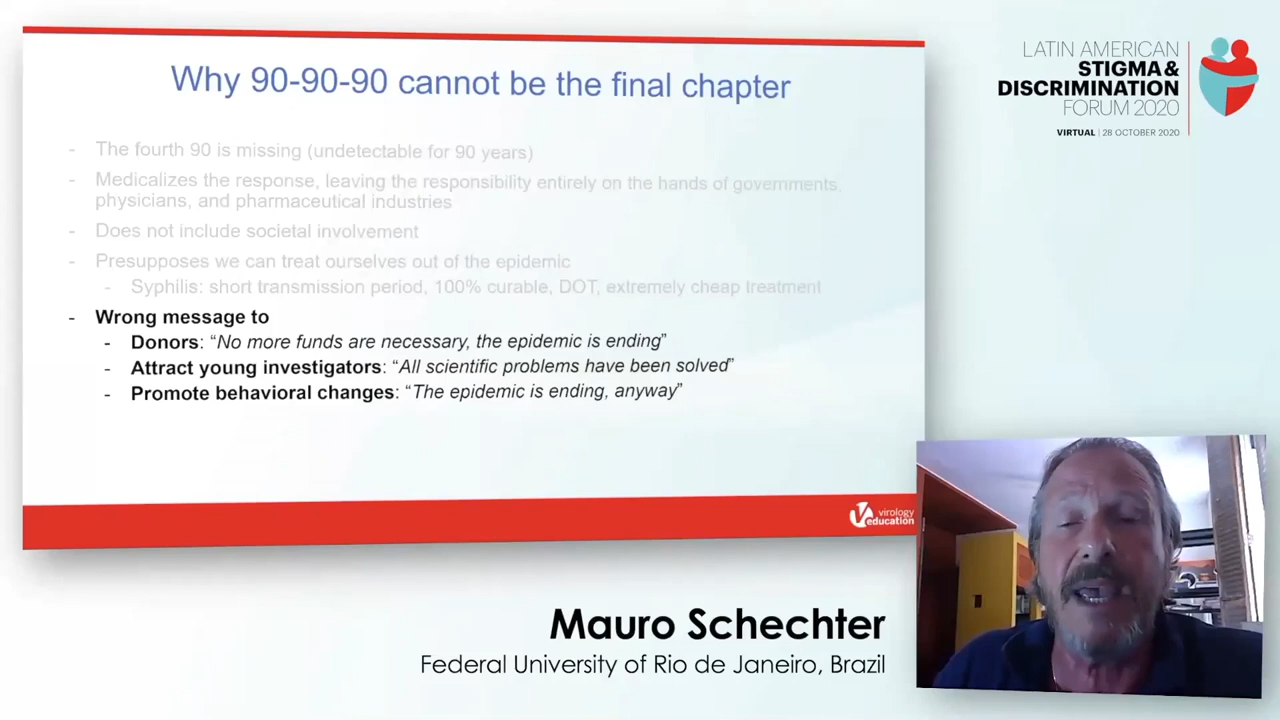 Why 90-90-90 cannot be the final chapter
- The fourth 90 is missing (undetectable for 90 years)
- Medicalizes the response, leaving the responsibility entirely on the hands of governments,
physicians, and pharmaceutical industries
- Does not include societal involvement
- Presupposes we can treat ourselves out of the epidemic
- Syphilis: short transmission period, 100% curable, DOT, extremely cheap treatment
- Wrong message to
- Donors: “No more funds are necessary, the epidemic is ending”
- Attract young investigators: “All scientific problems have been solved”
- Promote behavioral changes: “The epidemic is ending, anyway”
virology
education
LATIN AMERICAN
STIGMA &
DISCRIMINATION
FORUM 2020
VIRTUAL | 28 OCTOBER 2020
Mauro Schechter
Federal University of Rio de Janeiro, Brazil